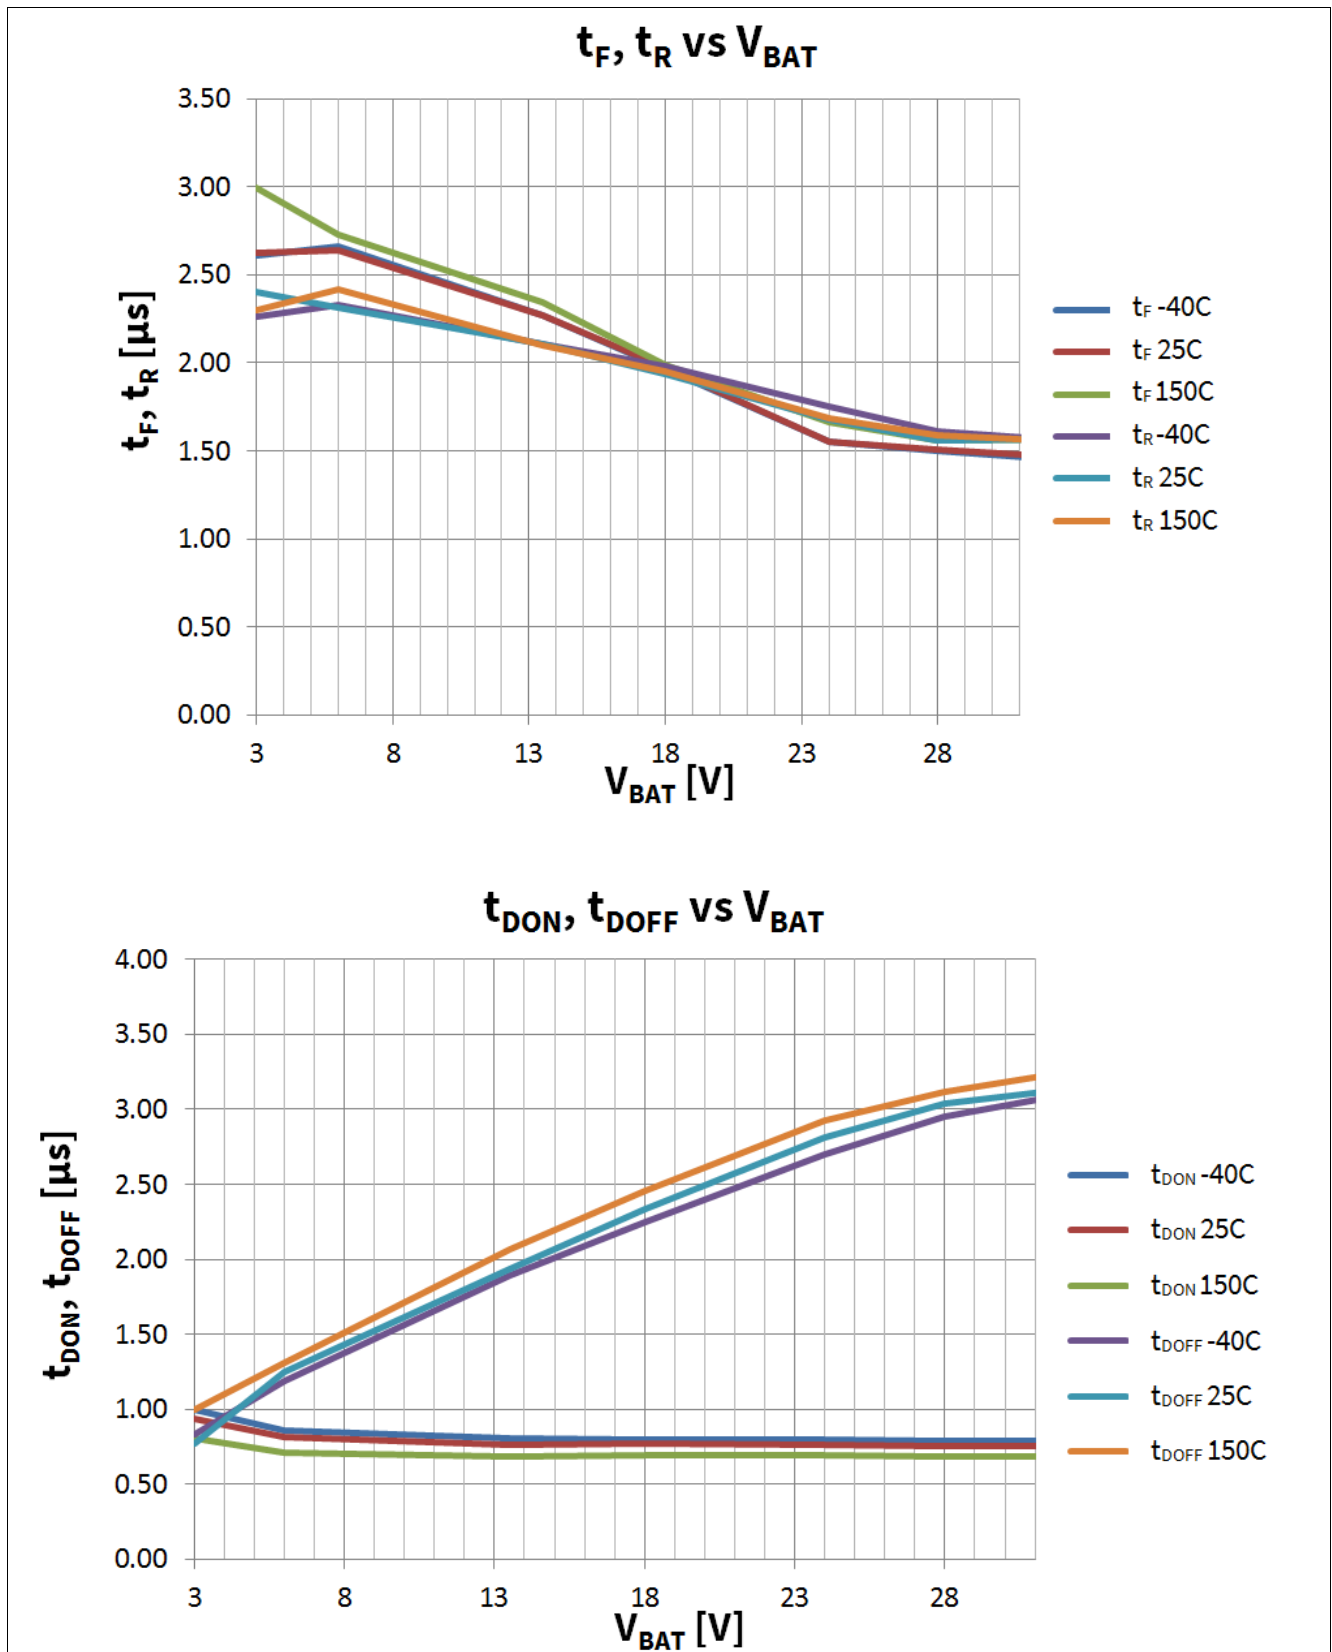 tF, tR vs VBAT
3.50
3.00
2.50
2.00
1.50
1.00
0.50
0.00
tF, tR [µs]
3 8 13 18 23 28
VBAT [V]
tF -40C
tF 25C
tF 150C
tR -40C
tR 25C
tR 150C
tDON, tDOFF vs VBAT
4.00
3.50
3.00
2.50
2.00
1.50
1.00
0.50
0.00
tDON, tDOFF [µs]
3 8 13 18 23 28
VBAT [V]
tDON -40C
tDON 25C
tDON 150C
tDOFF -40C
tDOFF 25C
tDOFF 150C